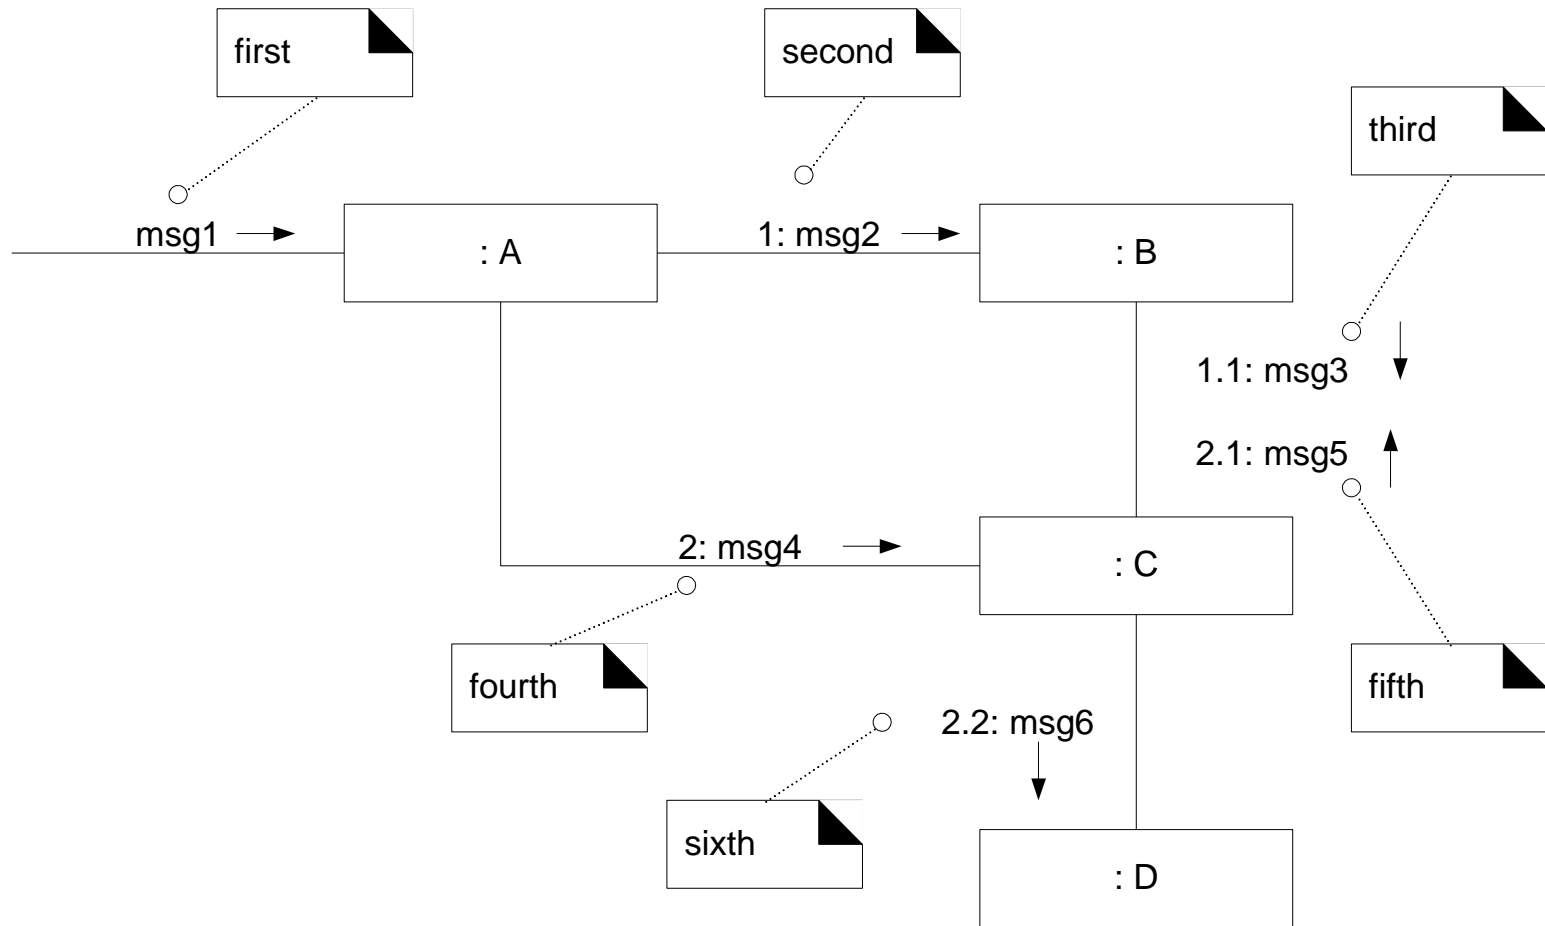 first
second
third
msg1
: A
1: msg2
: B
1.1: msg3
2.1: msg5
2: msg4
: C
fourth
fifth
2.2: msg6
sixth
: D